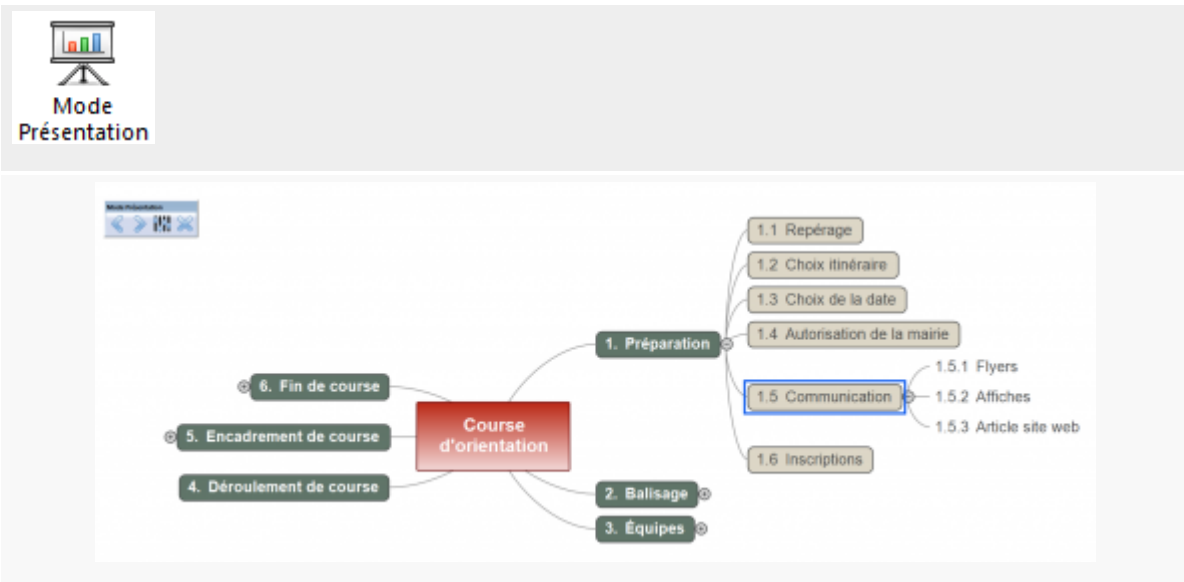 Mode
Présentation
Mode Présentation
1.1 Repérage
1.2 Choix itinéraire
1.3 Choix de la date
1. Préparation
1.4 Autorisation de la mairie
1.5.1 Flyers
6. Fin de course
1.5 Communication
1.5.2 Affiches
Course
d'orientation
1.5.3 Article site web
5. Encadrement de course
1.6 Inscriptions
4. Déroulement de course
2. Balisage
3. Équipes